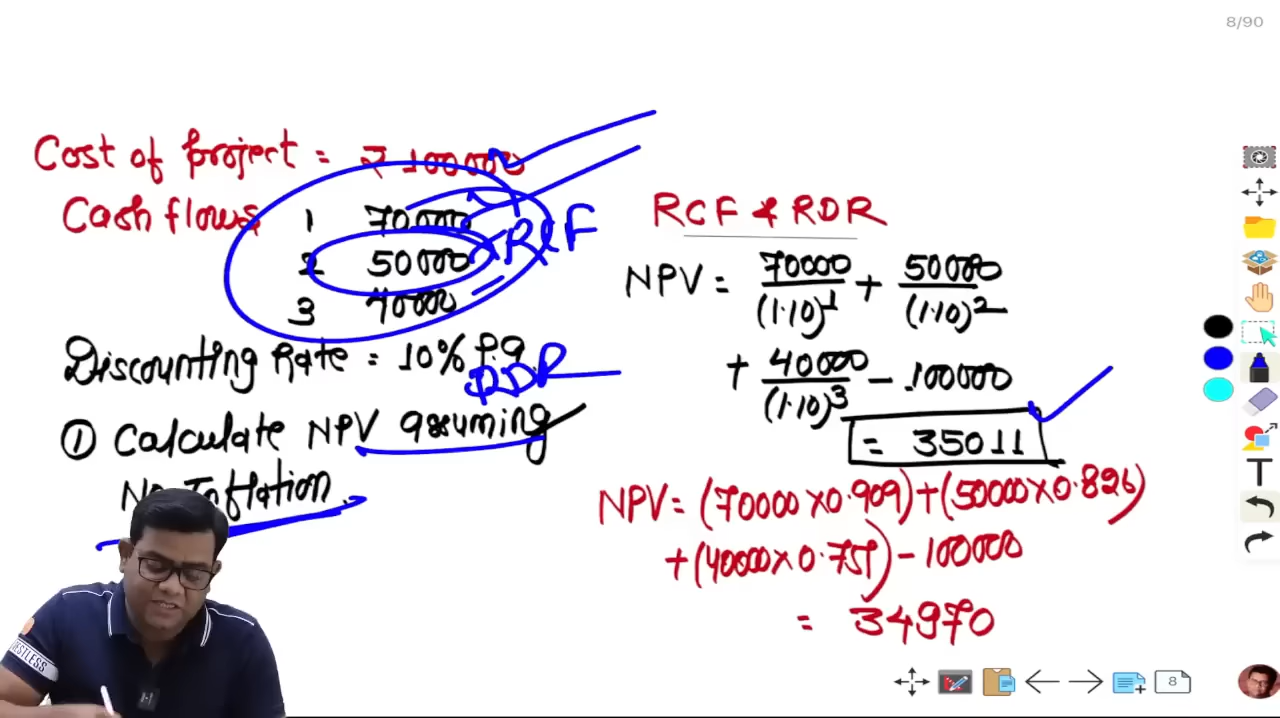 8/90
Cost of project = ₹ 100000
Cash flows 1 70000
2 50000
3 40000
RCF
Discounting Rate = 10% p.a
RDR
① Calculate NPV assuming
No Inflation
RCF & RDR
NPV = 70000/(1.10)^1 + 50000/(1.10)^2
+ 40000/(1.10)^3 - 100000
= 35011
NPV = (70000 x 0.909) + (50000 x 0.826)
+ (40000 x 0.751) - 100000
= 34970
8